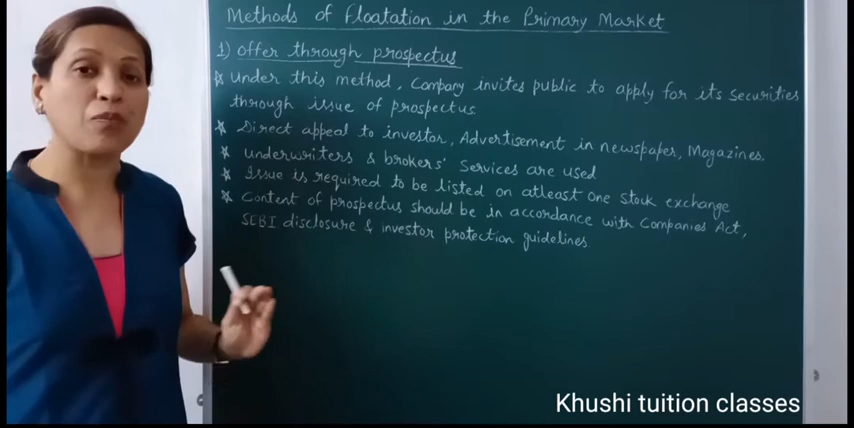 Methods of Floatation in the Primary Market
1) offer through prospectus
☆ Under this method, Company invites public to apply for its securities
through issue of prospectus
☆ Direct appeal to investor, Advertisement in newspaper, Magazines.
☆ underwriters & brokers' services are used
☆ Issue is required to be listed on atleast one stock exchange
☆ Content of prospectus should be in accordance with Companies Act,
SEBI disclosure & investor protection guidelines
Khushi tuition classes